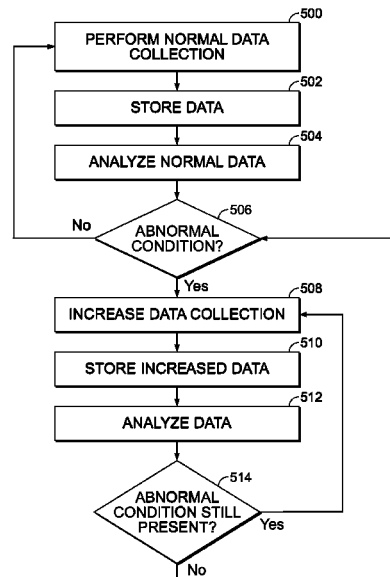 500
PERFORM NORMAL DATA
COLLECTION
502
STORE DATA
504
ANALYZE NORMAL DATA
506
No
ABNORMAL
CONDITION?
Yes
508
INCREASE DATA COLLECTION
510
STORE INCREASED DATA
512
ANALYZE DATA
514
ABNORMAL
CONDITION STILL
PRESENT?
Yes
No